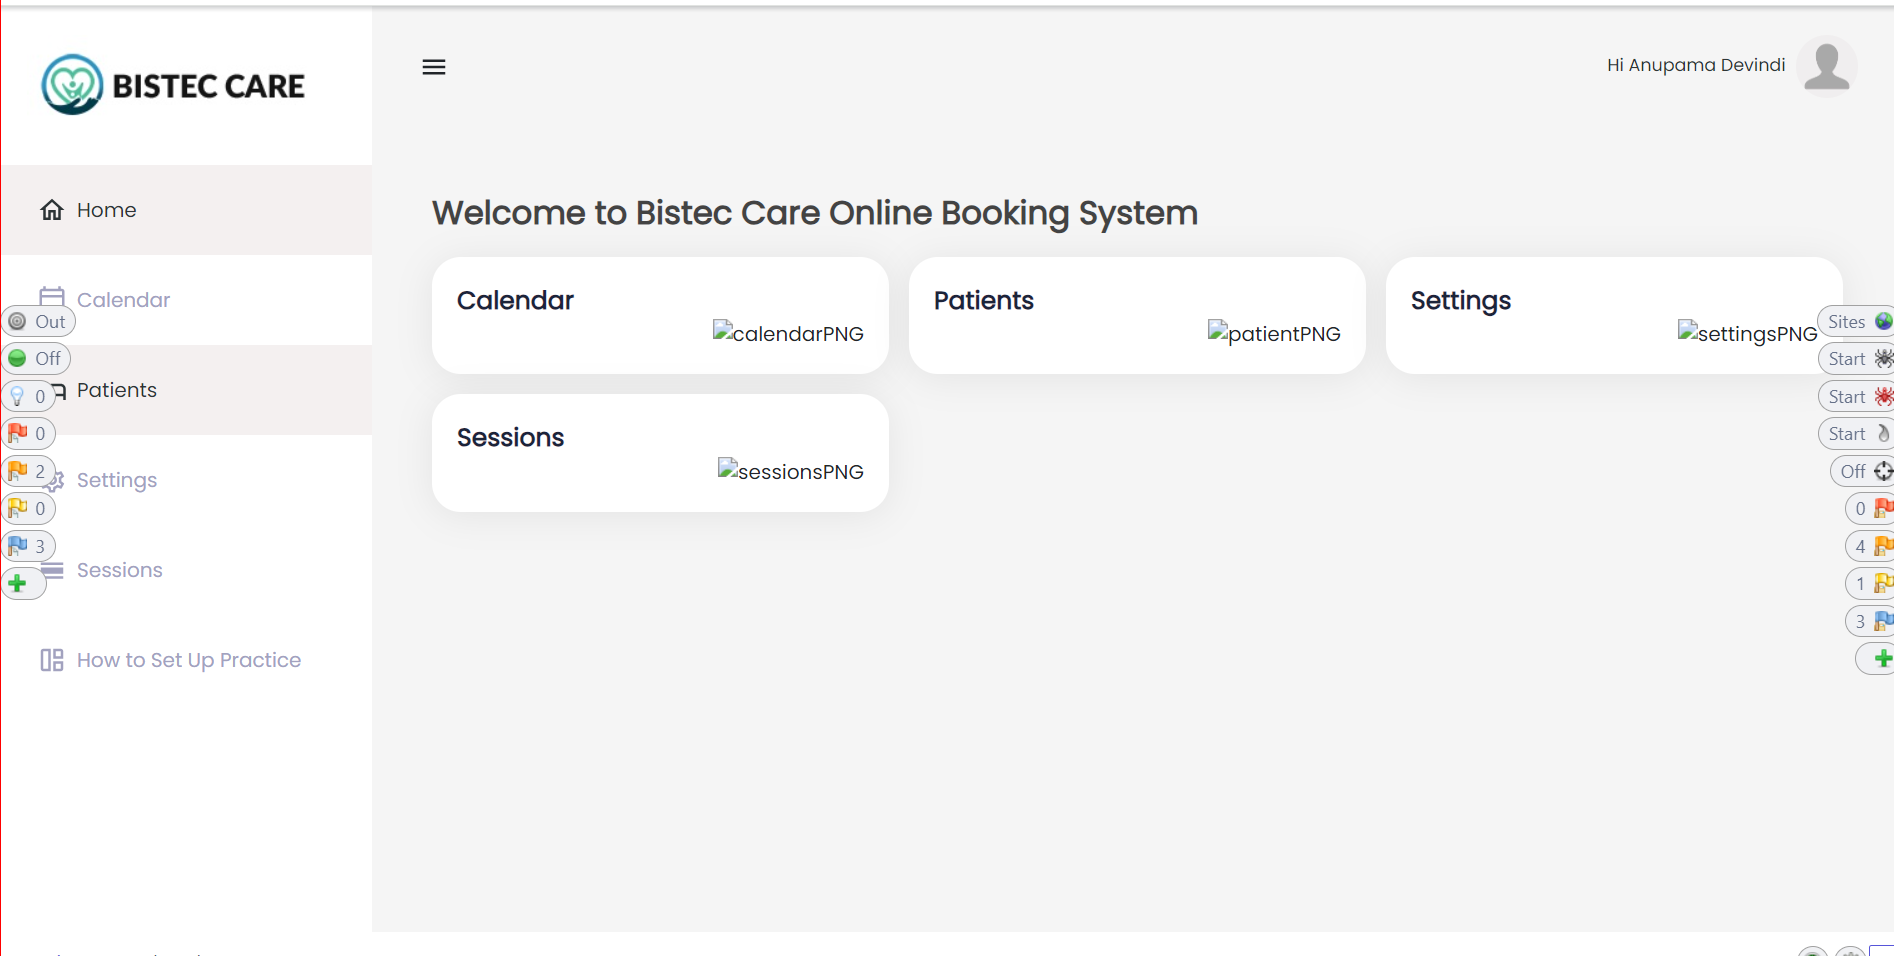 BISTEC CARE
Hi Anupama Devindi
Home
Calendar
Patients
Settings
Sessions
How to Set Up Practice
Welcome to Bistec Care Online Booking System
Calendar
calendarPNG
Patients
patientPNG
Settings
settingsPNG
Sessions
sessionsPNG
Out
Off
0
0
2
0
3
Sites
Start
Start
Start
Off
0
4
1
3